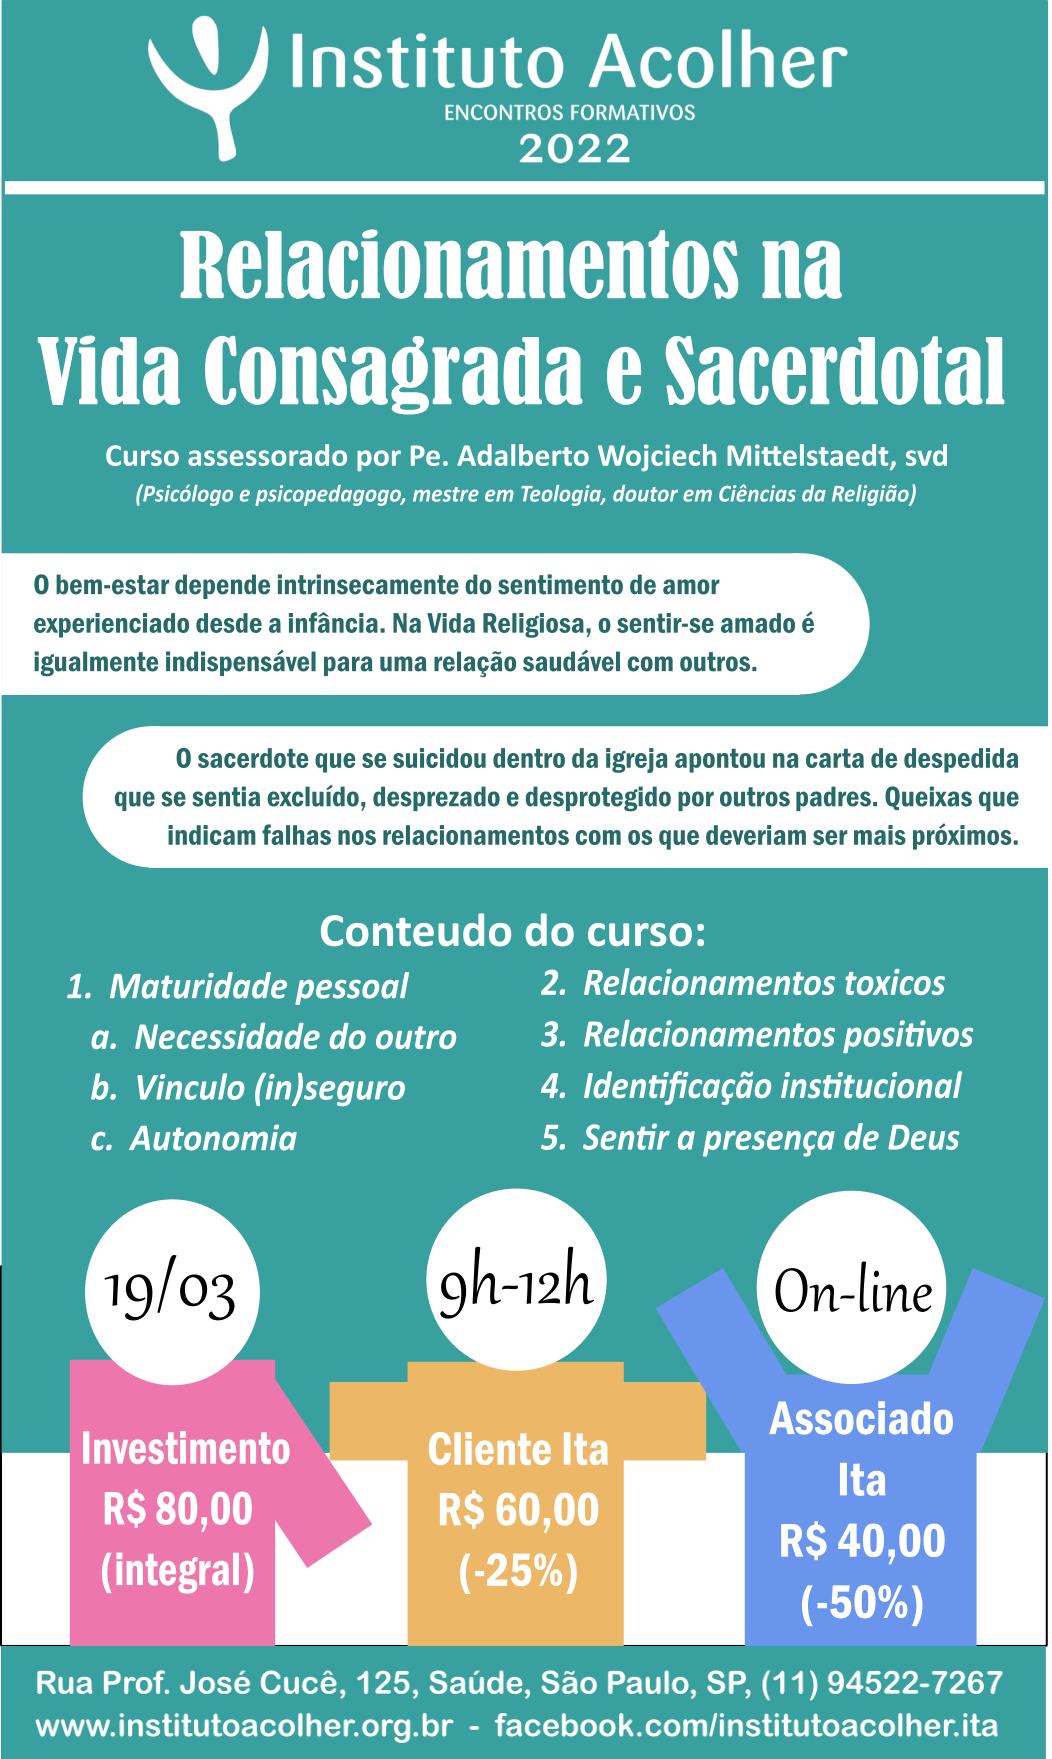 Instituto Acolher
ENCONTROS FORMATIVOS
2022
Relacionamentos na
Vida Consagrada e Sacerdotal
Curso assessorado por Pe. Adalberto Wojciech Mittelstaedt, svd
(Psicólogo e psicopedagogo, mestre em Teologia, doutor em Ciências da Religião)
O bem-estar depende intrinsecamente do sentimento de amor
experienciado desde a infância. Na Vida Religiosa, o sentir-se amado é
igualmente indispensável para uma relação saudável com outros.
O sacerdote que se suicidou dentro da igreja apontou na carta de despedida
que se sentia excluído, desprezado e desprotegido por outros padres. Queixas que
indicam falhas nos relacionamentos com os que deveriam ser mais próximos.
Conteudo do curso:
1. Maturidade pessoal
a. Necessidade do outro
b. Vinculo (in)seguro
c. Autonomia
2. Relacionamentos toxicos
3. Relacionamentos positivos
4. Identificação institucional
5. Sentir a presença de Deus
19/03
Investimento
R$ 80,00
(integral)
9h-12h
Cliente Ita
R$ 60,00
(-25%)
On-line
Associado
Ita
R$ 40,00
(-50%)
Rua Prof. José Cucê, 125, Saúde, São Paulo, SP, (11) 94522-7267
www.institutoacolher.org.br - facebook.com/institutoacolher.ita